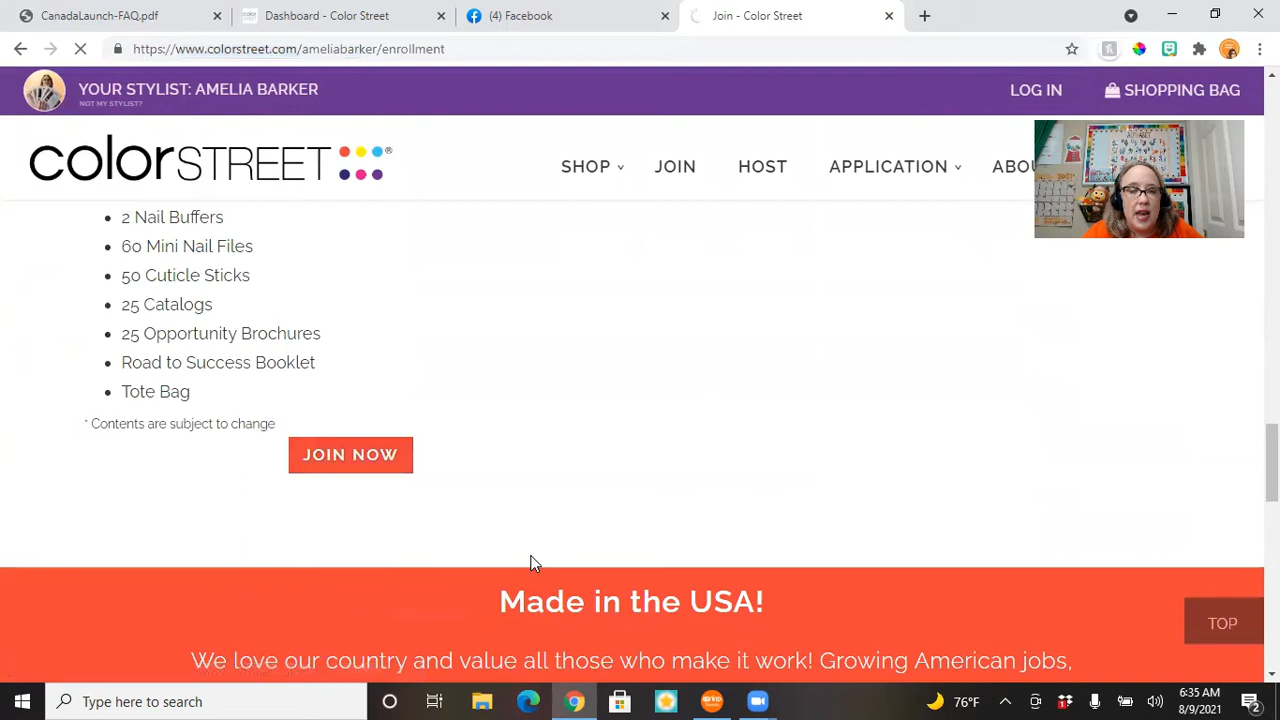 CanadaLaunch-FAQ.pdf
Dashboard - Color Street
(4) Facebook
Join - Color Street
https://www.colorstreet.com/ameliabarker/enrollment
YOUR STYLIST: AMELIA BARKER
NOT MY STYLIST?
LOG IN
SHOPPING BAG
colorSTREET®
SHOP
JOIN
HOST
APPLICATION
ABOU
ALPHABET
2 Nail Buffers
60 Mini Nail Files
50 Cuticle Sticks
25 Catalogs
25 Opportunity Brochures
Road to Success Booklet
Tote Bag
* Contents are subject to change
JOIN NOW
Made in the USA!
TOP
We love our country and value all those who make it work! Growing American jobs,
Type here to search
76°F
6:35 AM
8/9/2021
2